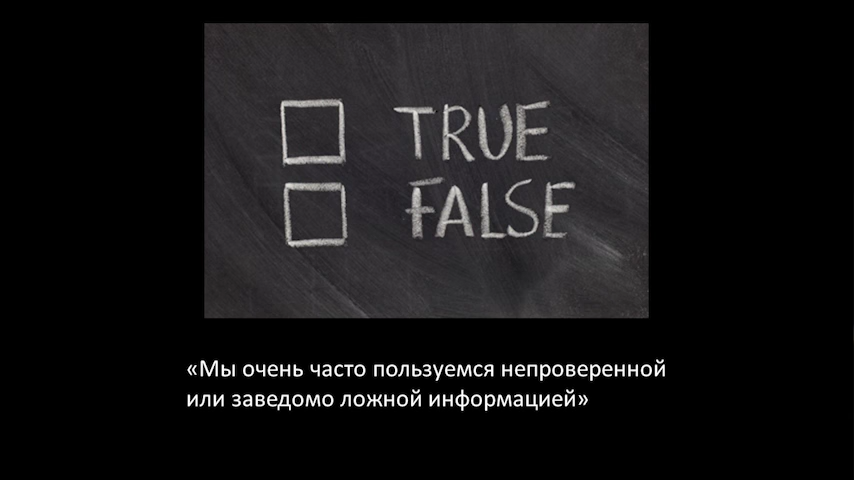 TRUE
FALSE
«Мы очень часто пользуемся непроверенной
или заведомо ложной информацией»